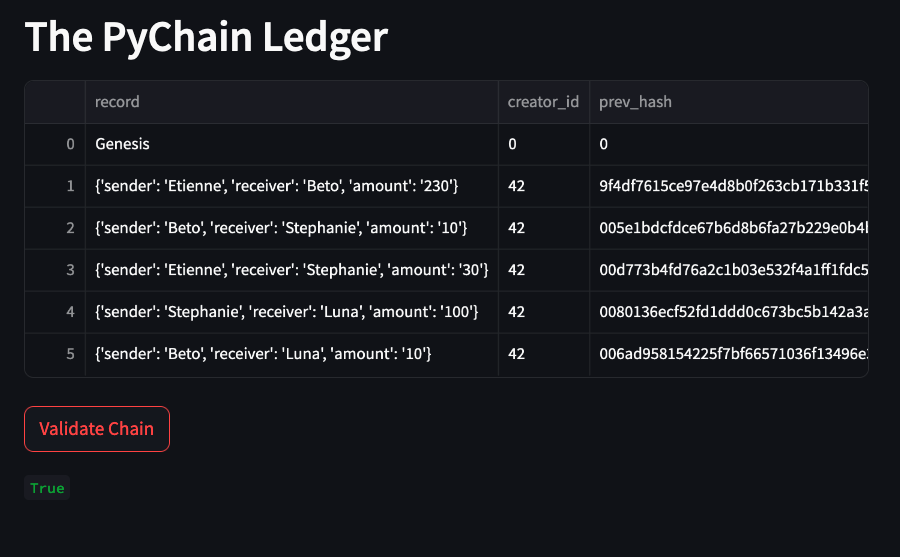 The PyChain Ledger
record creator_id prev_hash
0 Genesis 0 0
1 {'sender': 'Etienne', 'receiver': 'Beto', 'amount': '230'} 42 9f4df7615ce97e4d8b0f263cb171b331f5
2 {'sender': 'Beto', 'receiver': 'Stephanie', 'amount': '10'} 42 005e1bdcfdce67b6d8b6fa27b229e0b4
3 {'sender': 'Etienne', 'receiver': 'Stephanie', 'amount': '30'} 42 00d773b4fd76a2c1b03e532f4a1ff1fdc5
4 {'sender': 'Stephanie', 'receiver': 'Luna', 'amount': '100'} 42 0080136ecf52fd1ddd0c673bc5b142a3a
5 {'sender': 'Beto', 'receiver': 'Luna', 'amount': '10'} 42 006ad958154225f7bf66571036f13496e
Validate Chain
True